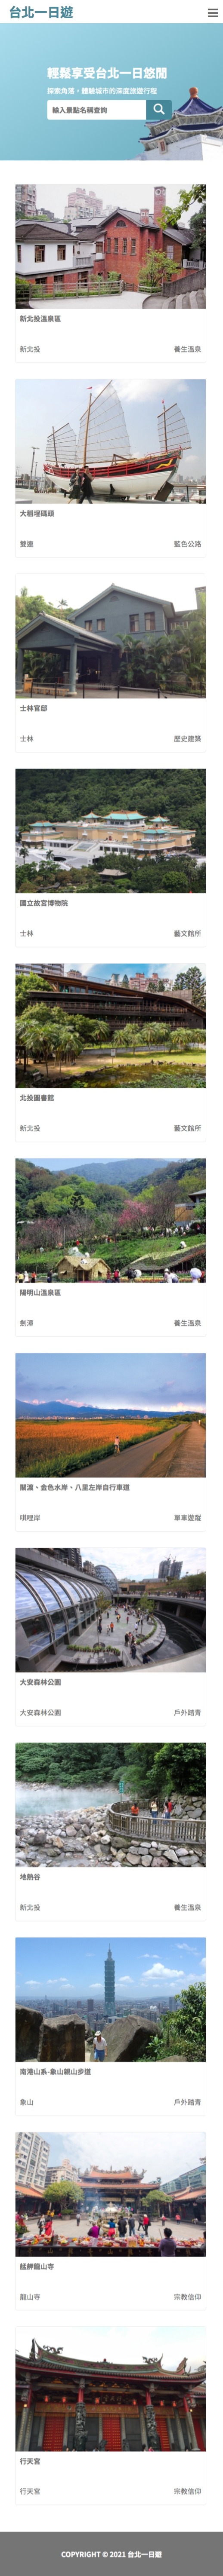 台北一日遊
輕鬆享受台北一日悠閒
探索角落，體驗城市的深度旅遊行程
輸入景點名稱查詢
新北投溫泉區
新北投 養生溫泉
大稻埕碼頭
雙連 藍色公路
士林官邸
士林 歷史建築
國立故宮博物院
士林 藝文館所
北投圖書館
新北投 藝文館所
陽明山溫泉區
劍潭 養生溫泉
關渡、金色水岸、八里左岸自行車道
唭哩岸 單車遊蹤
大安森林公園
大安森林公園 戶外踏青
地熱谷
新北投 養生溫泉
南港山系-象山親山步道
象山 戶外踏青
艋舺龍山寺
龍山寺 宗教信仰
行天宮
行天宮 宗教信仰
COPYRIGHT © 2021 台北一日遊